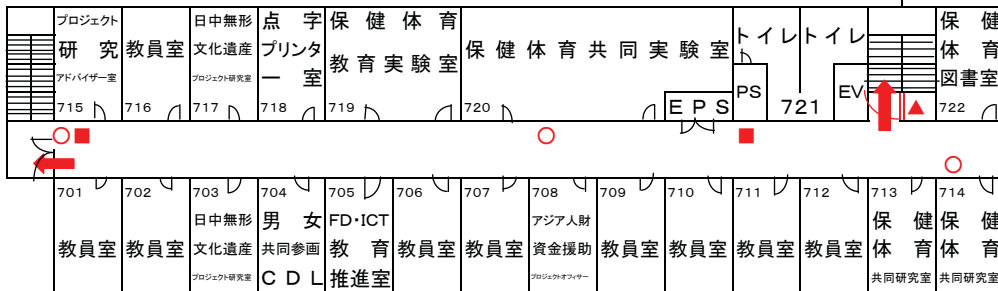 プロジェクト
研究
アドバイザー室
715
教員室
716
日中無形
文化遺産
プロジェクト研究室
717
点字
プリンタ
ー室
718
保健体育
教育実験室
719
保健体育共同実験室
720
EPS
トイレ
PS
トイレ
721
EV
保健
体育
図書室
722
701
教員室
702
教員室
703
日中無形
文化遺産
プロジェクト研究室
704
男女
共同参画
CDL
705
FD・ICT
教育
推進室
706
教員室
707
教員室
708
アジア人財
資金援助
プロジェクトオフィサー
709
教員室
710
教員室
711
教員室
712
教員室
713
保健
体育
共同研究室
714
保健
体育
共同研究室